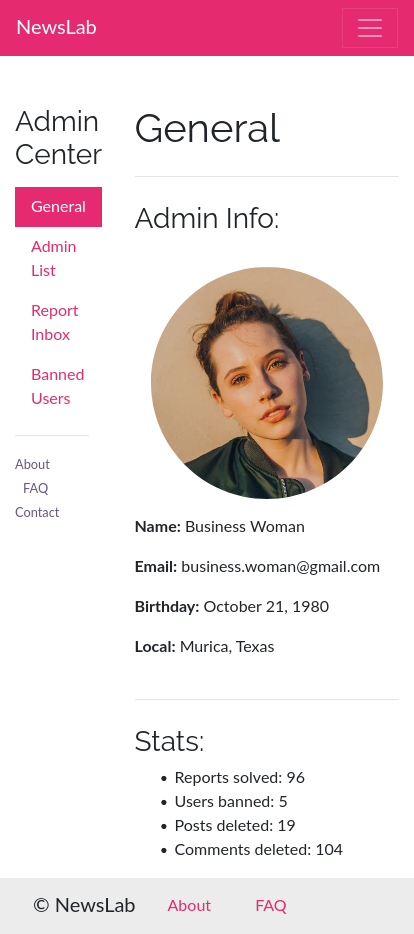 NewsLab
Admin
Center
General
Admin
List
Report
Inbox
Banned
Users
About
FAQ
Contact
General
Admin Info:
Name: Business Woman
Email: business.woman@gmail.com
Birthday: October 21, 1980
Local: Murica, Texas
Stats:
• Reports solved: 96
• Users banned: 5
• Posts deleted: 19
• Comments deleted: 104
© NewsLab About FAQ